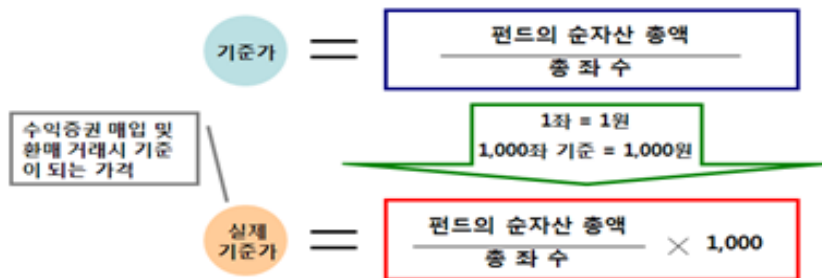 기준가
펀드의 순자산 총액
총 좌 수
수익증권 매입 및
환매 거래시 기준
이 되는 가격
1좌 = 1원
1,000좌 기준 = 1,000원
실제
기준가
펀드의 순자산 총액
총 좌 수
× 1,000